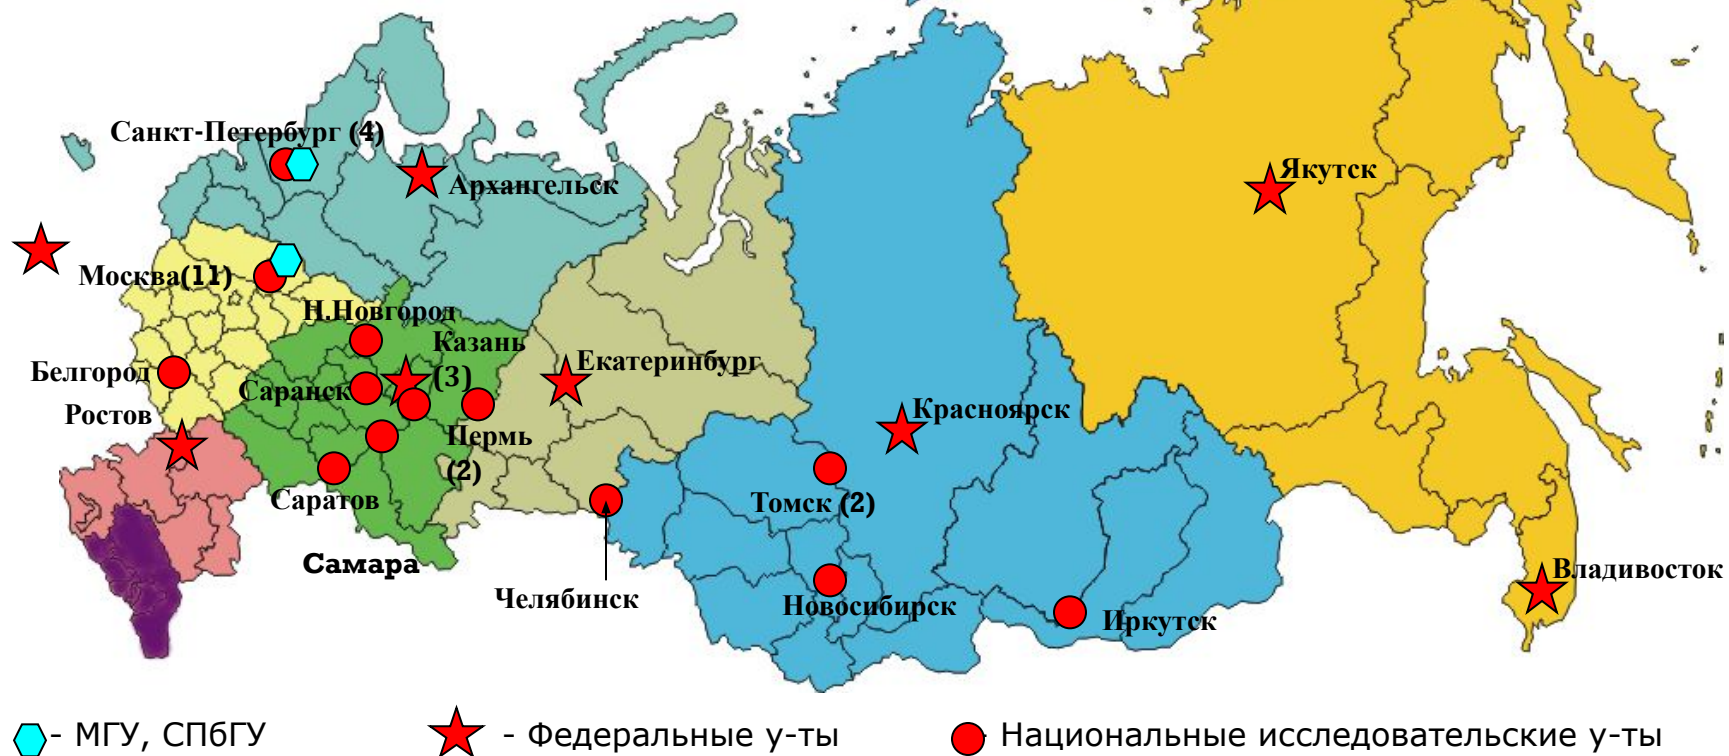 Санкт-Петербург (4)
Архангельск
Якутск
Москва(11)
Н.Новгород
Казань
(3)
Екатеринбург
Белгород
Саранск
Ростов
Красноярск
Пермь
(2)
Саратов
Томск (2)
Самара
Челябинск
Новосибирск
Иркутск
Владивосток
- МГУ, СПбГУ
- Федеральные у-ты
- Национальные исследовательские у-ты